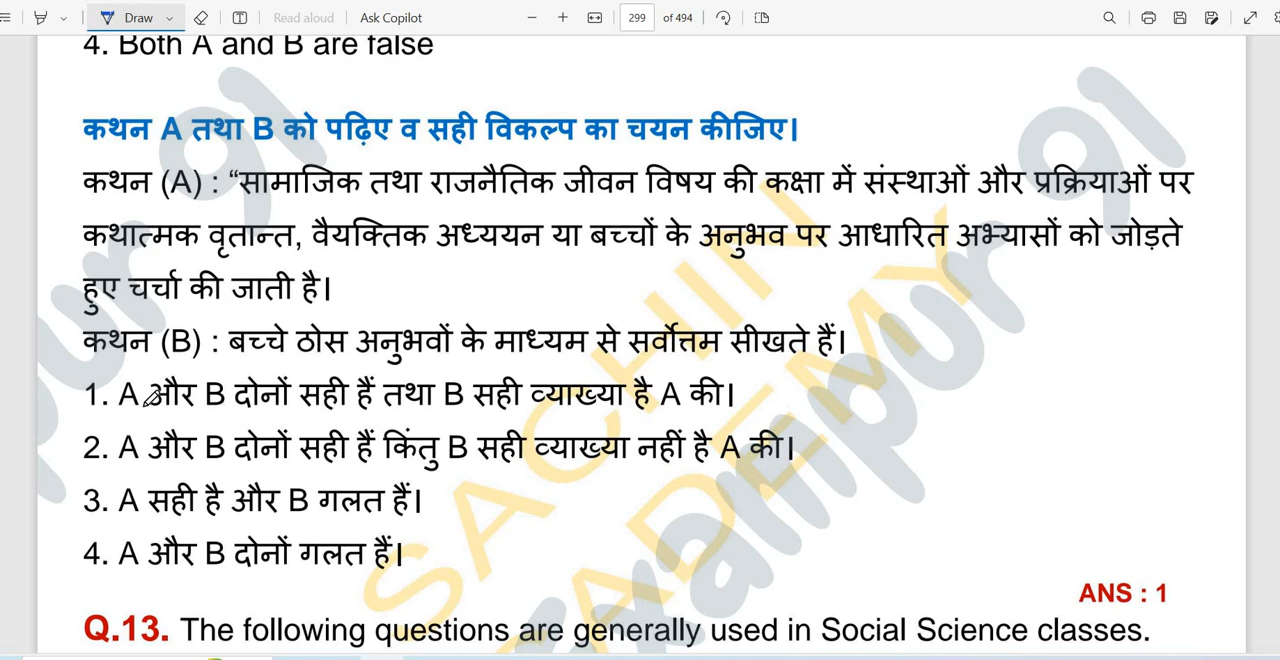 Draw
Read aloud
Ask Copilot
299 of 494
4. Both A and B are false
कथन A तथा B को पढ़िए व सही विकल्प का चयन कीजिए।
कथन (A) : “सामाजिक तथा राजनैतिक जीवन विषय की कक्षा में संस्थाओं और प्रक्रियाओं पर
कथात्मक वृतान्त, वैयक्तिक अध्ययन या बच्चों के अनुभव पर आधारित अभ्यासों को जोड़ते
हुए चर्चा की जाती है।
कथन (B) : बच्चे ठोस अनुभवों के माध्यम से सर्वोत्तम सीखते हैं।
1. A और B दोनों सही हैं तथा B सही व्याख्या है A की।
2. A और B दोनों सही हैं किंतु B सही व्याख्या नहीं है A की।
3. A सही है और B गलत हैं।
4. A और B दोनों गलत हैं।
ANS : 1
Q.13. The following questions are generally used in Social Science classes.
SACHIN
ACADEMY
Exampur 91